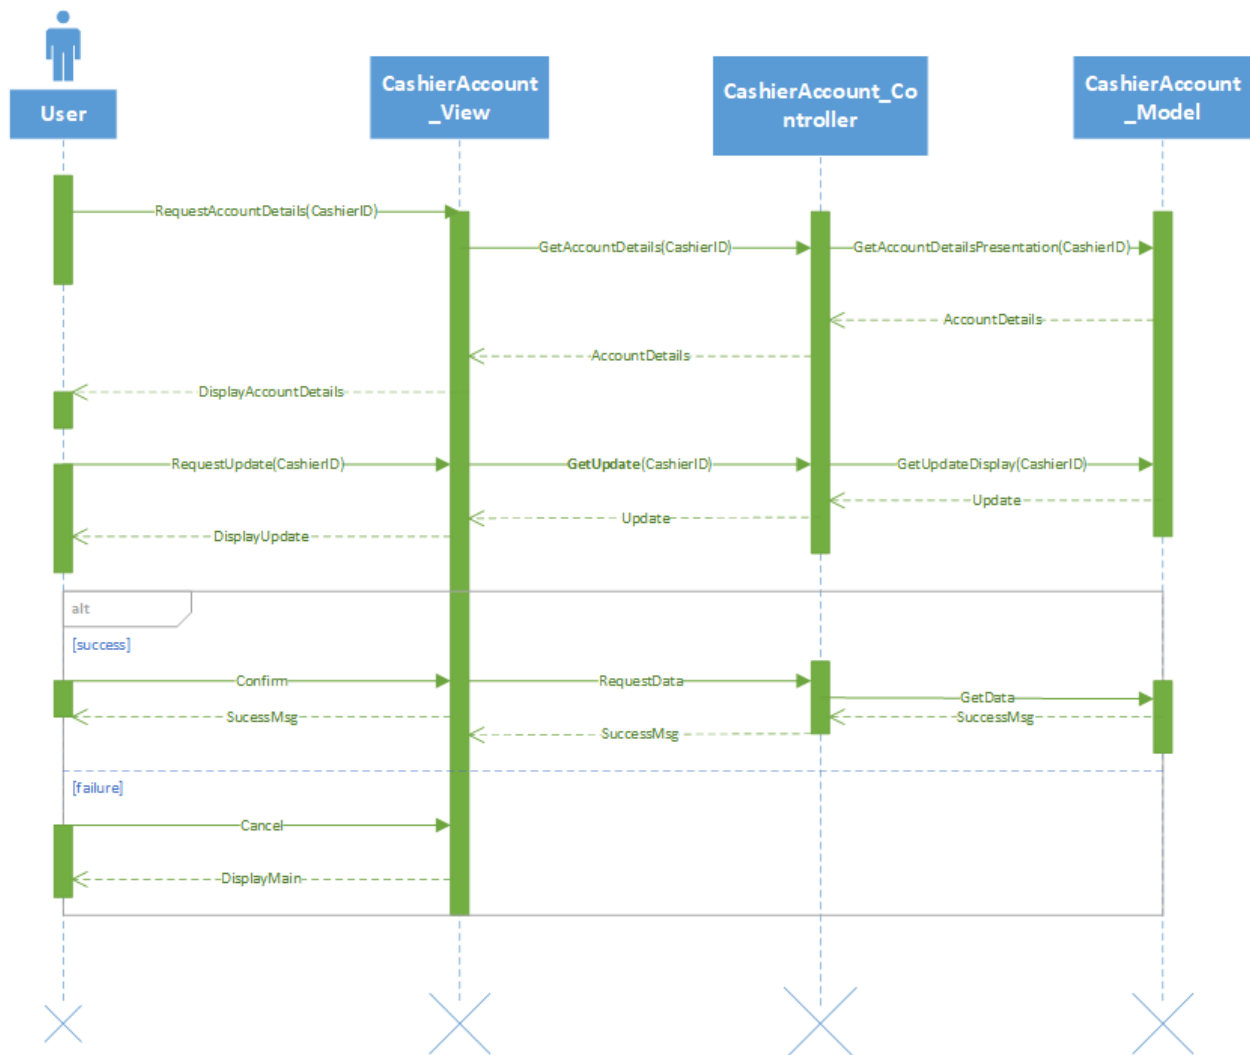 User
CashierAccount
_View
CashierAccount_Co
ntroller
CashierAccount
_Model
RequestAccountDetails(CashierID)
GetAccountDetails(CashierID)
GetAccountDetailsPresentation(CashierID)
AccountDetails
AccountDetails
DisplayAccountDetails
RequestUpdate(CashierID)
GetUpdate(CashierID)
GetUpdateDisplay(CashierID)
Update
Update
DisplayUpdate
alt
[success]
Confirm
RequestData
GetData
SucessMsg
SuccessMsg
SuccessMsg
[failure]
Cancel
DisplayMain